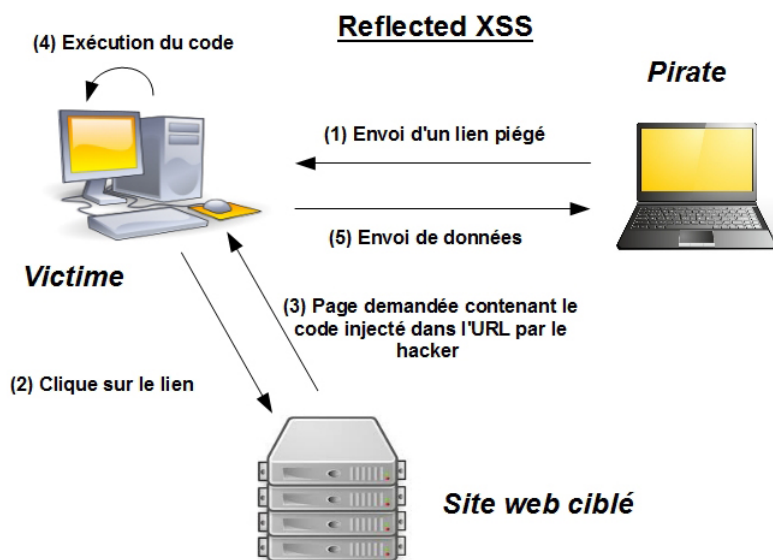 Reflected XSS
(4) Exécution du code
Pirate
(1) Envoi d'un lien piégé
(5) Envoi de données
Victime
(3) Page demandée contenant le
code injecté dans l'URL par le
hacker
(2) Clique sur le lien
Site web ciblé